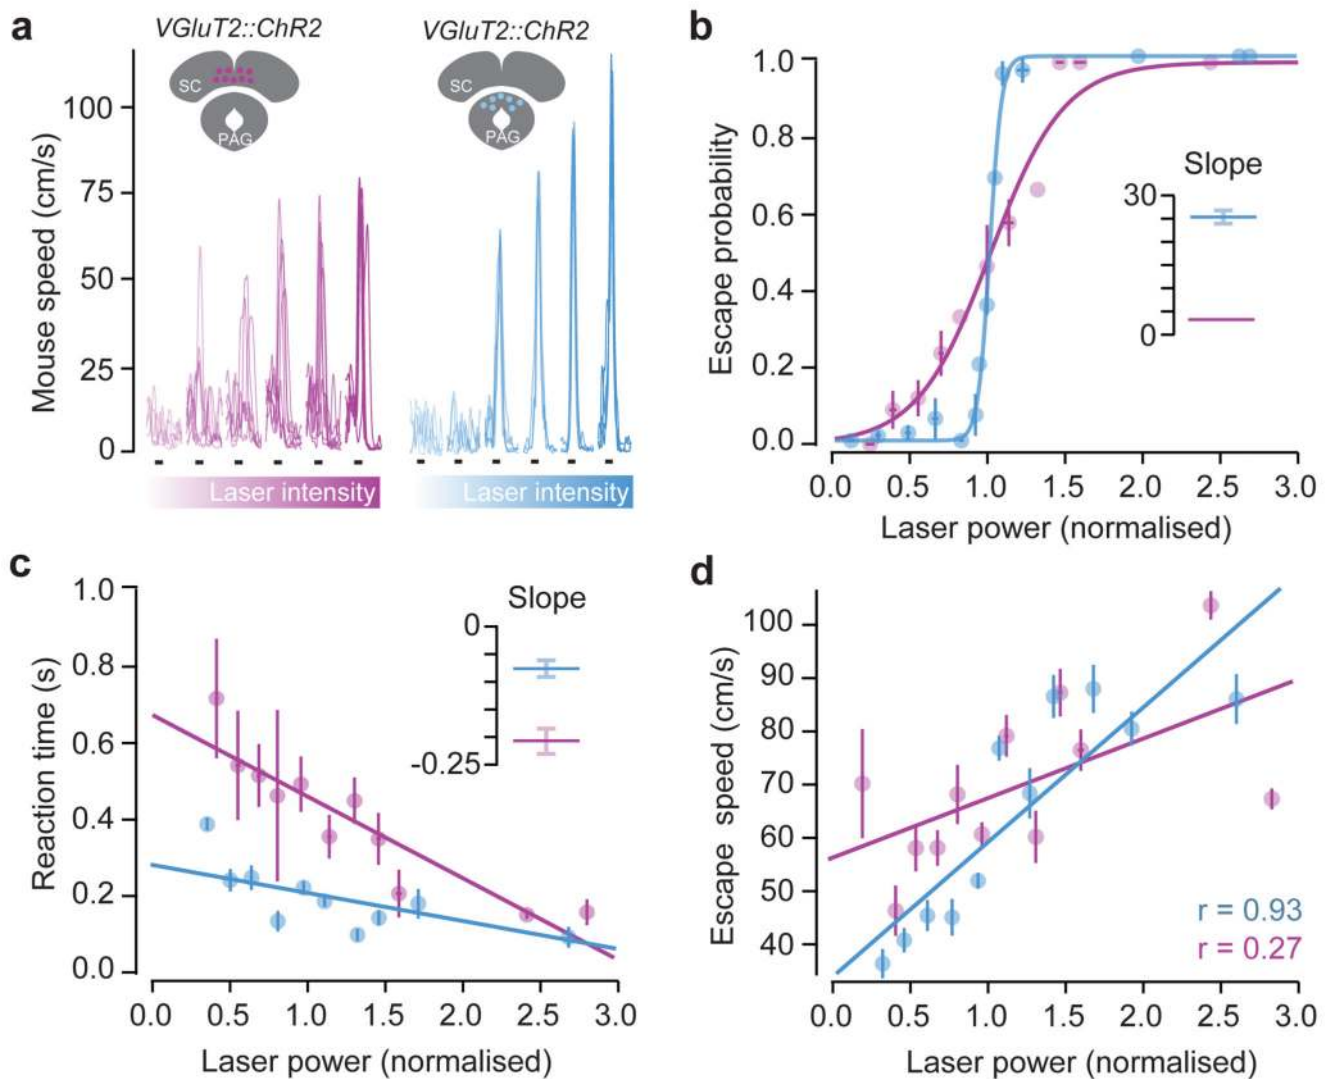 a
VGluT2::ChR2
VGluT2::ChR2
SC
PAG
SC
PAG
Mouse speed (cm/s)
100
75
50
25
0
Laser intensity
Laser intensity
b
Escape probability
1.0
0.8
0.6
0.4
0.2
0.0
Slope
30
0
0.0 0.5 1.0 1.5 2.0 2.5 3.0
Laser power (normalised)
c
Reaction time (s)
1.0
0.8
0.6
0.4
0.2
0.0
Slope
0
-0.25
0.0 0.5 1.0 1.5 2.0 2.5 3.0
Laser power (normalised)
d
Escape speed (cm/s)
100
90
80
70
60
50
40
r = 0.93
r = 0.27
0.0 0.5 1.0 1.5 2.0 2.5 3.0
Laser power (normalised)